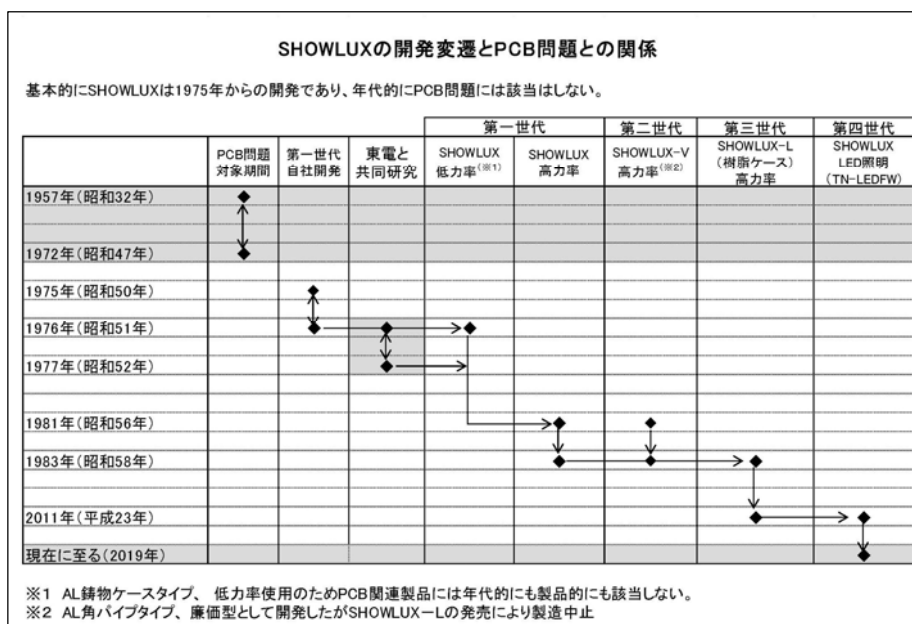 SHOWLUXの開発変遷とPCB問題との関係
基本的にSHOWLUXは1975年からの開発であり、年代的にPCB問題には該当はしない。
第一世代 第二世代 第三世代 第四世代
PCB問題
対象期間
第一世代
自社開発
東電と
共同研究
SHOWLUX
低力率(※1)
SHOWLUX
高力率
SHOWLUX-V
高力率(※2)
SHOWLUX-L
(樹脂ケース)
高力率
SHOWLUX
LED照明
(TN-LEDFW)
1957年(昭和32年)
1972年(昭和47年)
1975年(昭和50年)
1976年(昭和51年)
1977年(昭和52年)
1981年(昭和56年)
1983年(昭和58年)
2011年(平成23年)
現在に至る(2019年)
※1 AL鋳物ケースタイプ、 低力率使用のためPCB関連製品には年代的にも製品的にも該当しない。
※2 AL角パイプタイプ、廉価型として開発したがSHOWLUX-Lの発売により製造中止